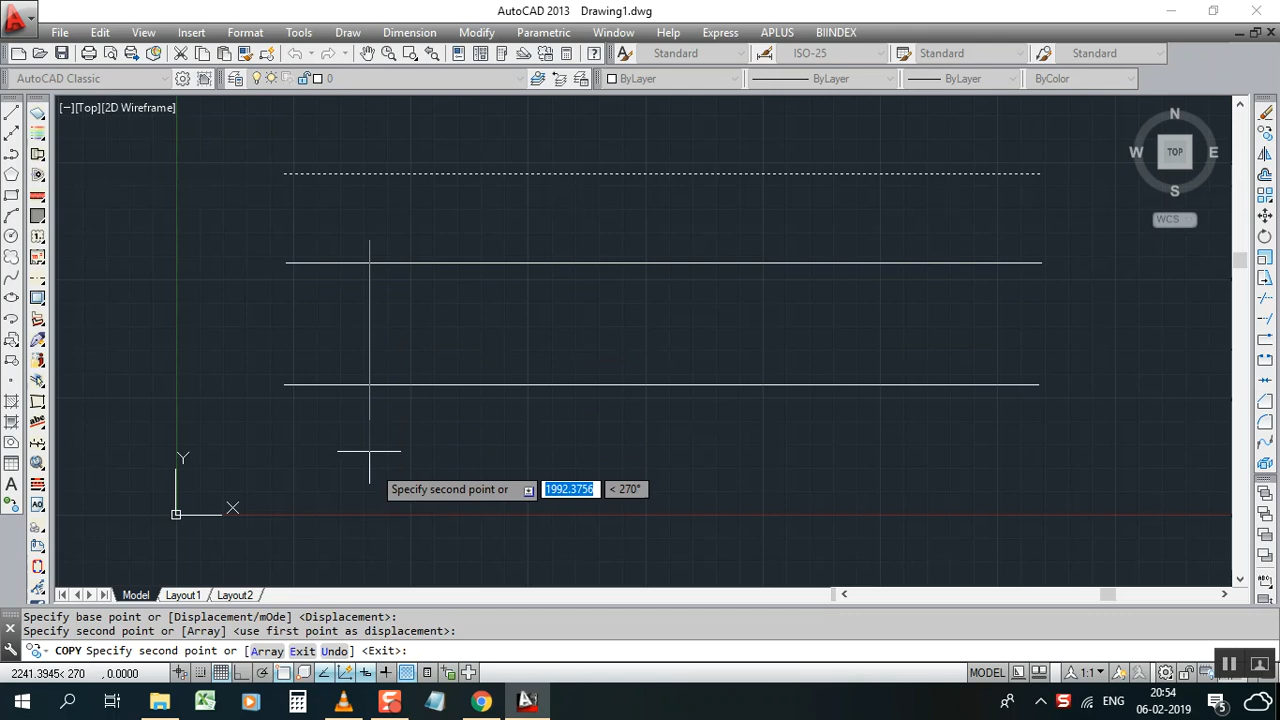 AutoCAD 2013 Drawing1.dwg
File Edit View Insert Format Tools Draw Dimension Modify Parametric Window Help Express APLUS BIINDEX
Standard ISO-25 Standard Standard
AutoCAD Classic 0 ByLayer ByLayer ByLayer ByColor
[−][Top][2D Wireframe]
N
W TOP E
S
WCS
Y
X
Specify second point or 1992.3756 < 270°
Model Layout1 Layout2
Specify base point or [Displacement/mOde] <Displacement>:
Specify second point or [Array] <use first point as displacement>:
COPY Specify second point or [Array Exit Undo] <Exit>:
2241.3945< 270 , 0.0000 MODEL 1:1
ENG 20:54
06-02-2019 5